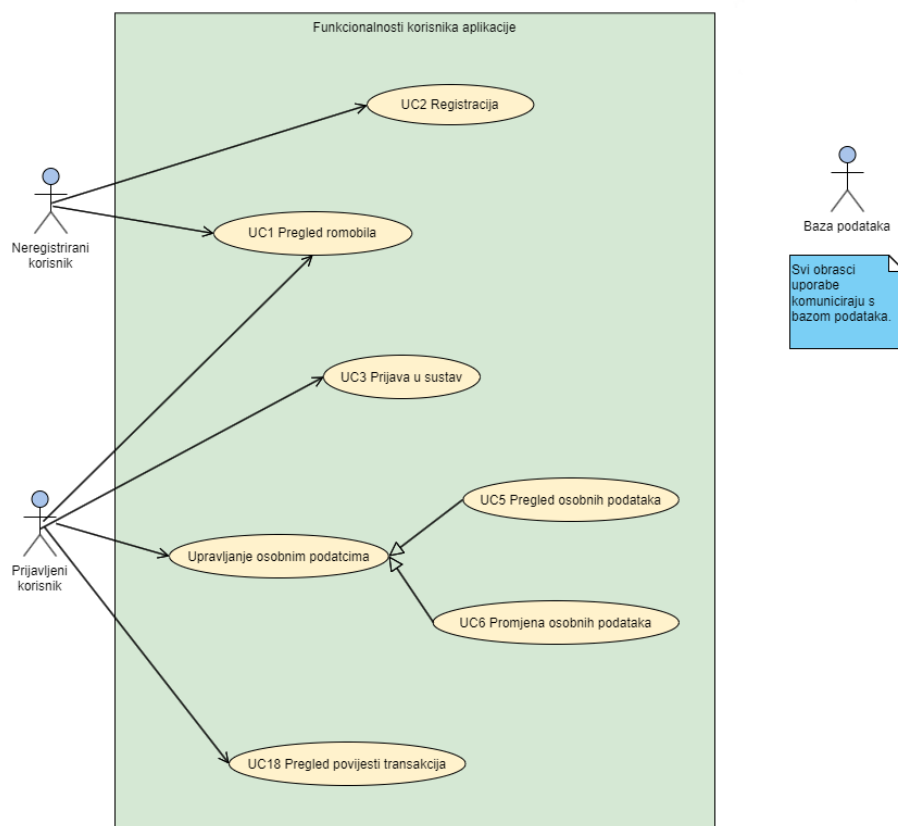 Funkcionalnosti korisnika aplikacije
UC2 Registracija
Neregistrirani
korisnik
UC1 Pregled romobila
Baza podataka
Svi obrasci
uporabe
komuniciraju s
bazom podataka.
UC3 Prijava u sustav
UC5 Pregled osobnih podataka
Prijavljeni
korisnik
Upravljanje osobnim podatcima
UC6 Promjena osobnih podataka
UC18 Pregled povijesti transakcija